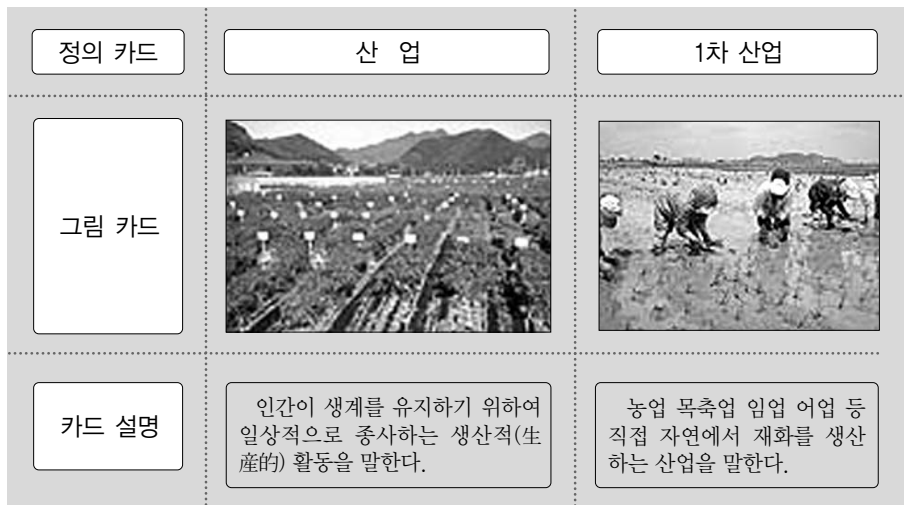 정의 카드
산 업
1차 산업
그림 카드
카드 설명
인간이 생계를 유지하기 위하여
일상적으로 종사하는 생산적(生
産的) 활동을 말한다.
농업 목축업 임업 어업 등
직접 자연에서 재화를 생산
하는 산업을 말한다.